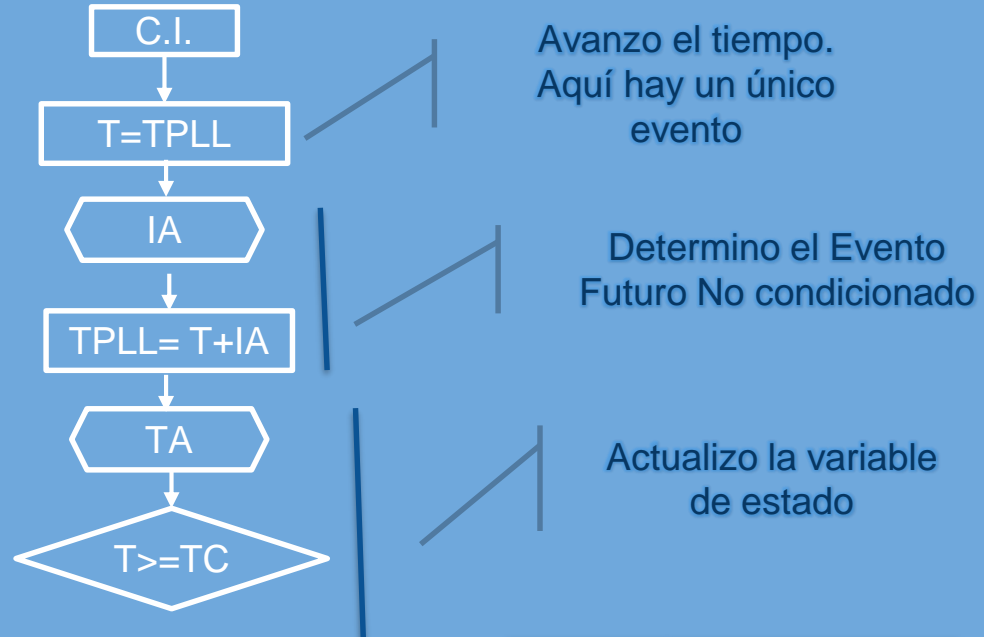 C.I.
T=TPLL
IA
TPLL= T+IA
TA
T>=TC
Avanzo el tiempo.
Aquí hay un único
evento
Determino el Evento
Futuro No condicionado
Actualizo la variable
de estado